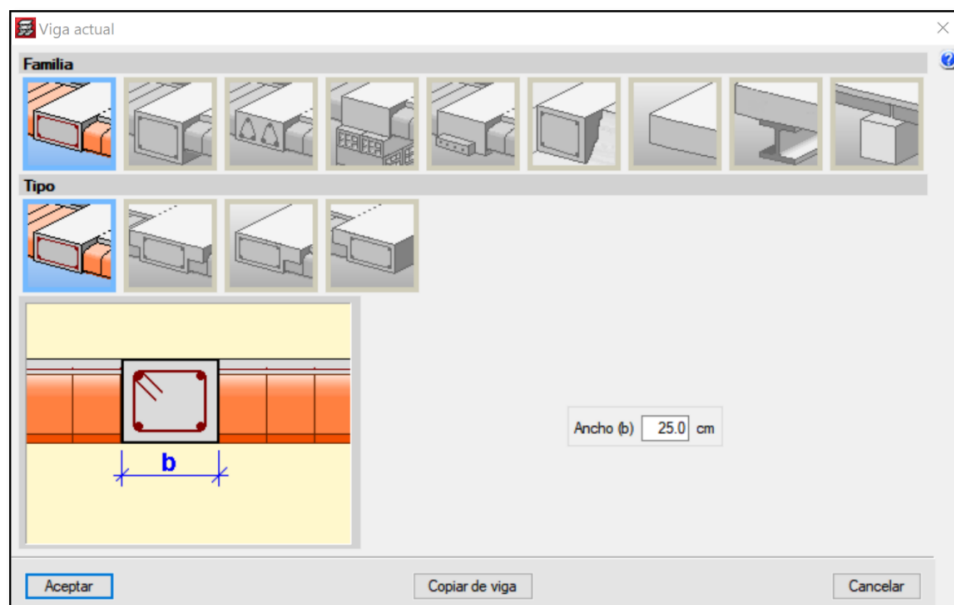 Viga actual
Familia
Tipo
Ancho (b) 25.0 cm
b
Aceptar Copiar de viga Cancelar